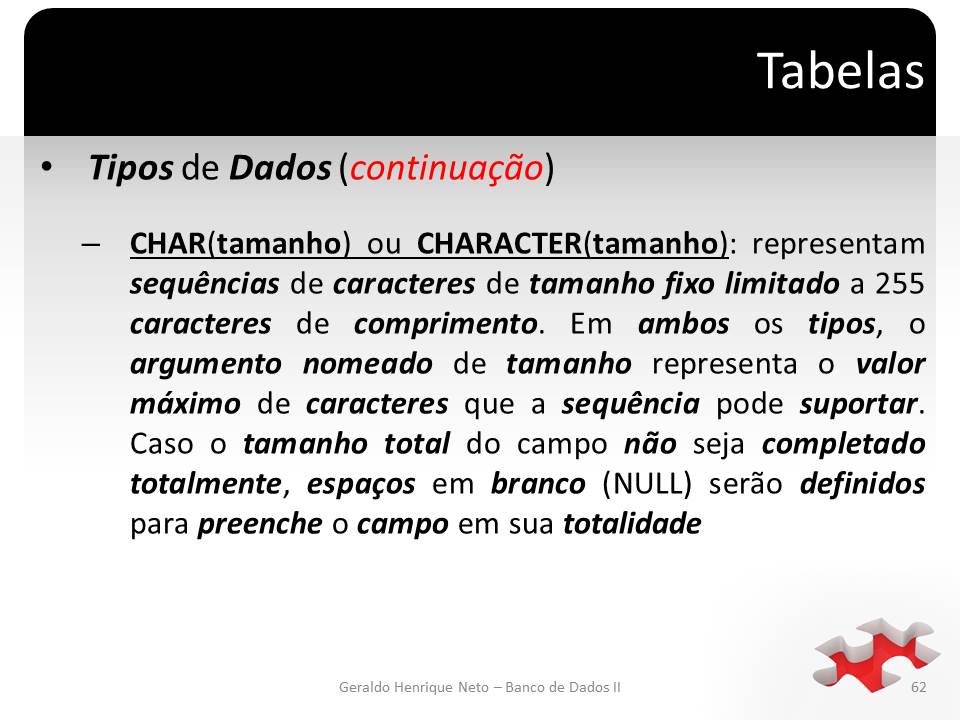 Tabelas
• Tipos de Dados (continuação)
– CHAR(tamanho) ou CHARACTER(tamanho): representam
sequências de caracteres de tamanho fixo limitado a 255
caracteres de comprimento. Em ambos os tipos, o
argumento nomeado de tamanho representa o valor
máximo de caracteres que a sequência pode suportar.
Caso o tamanho total do campo não seja completado
totalmente, espaços em branco (NULL) serão definidos
para preenche o campo em sua totalidade
Geraldo Henrique Neto – Banco de Dados II
62